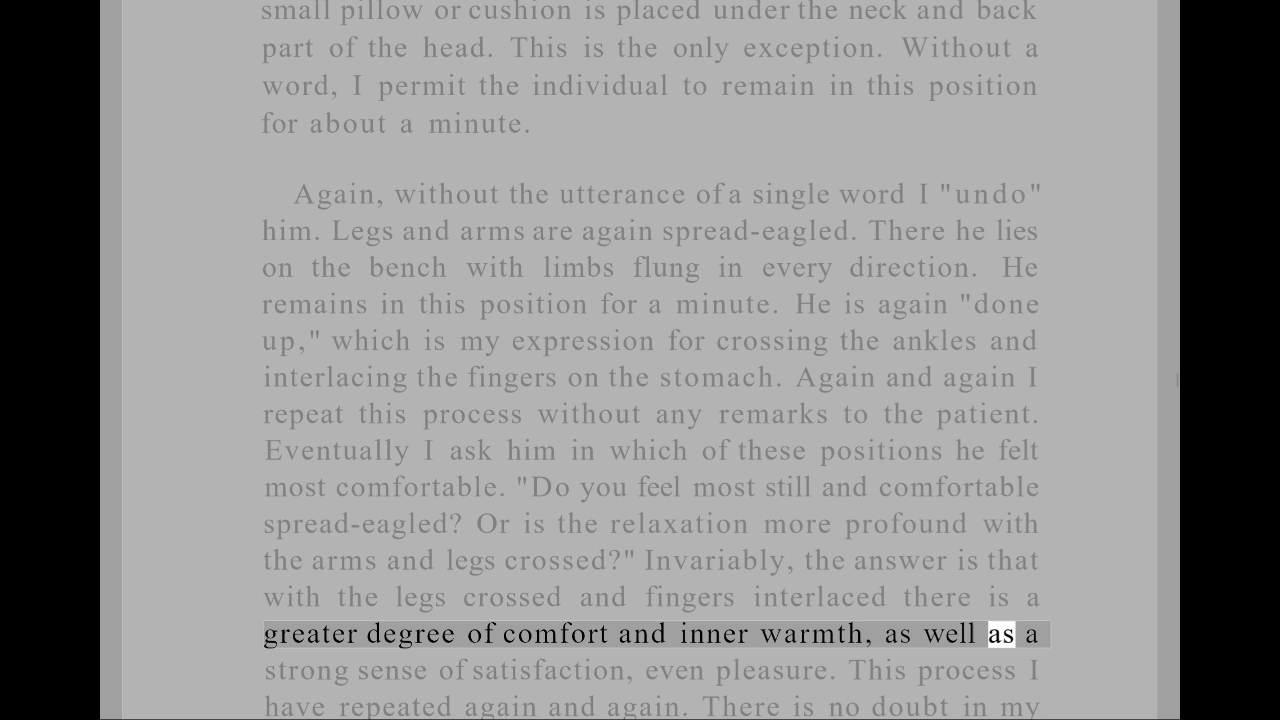 small pillow or cushion is placed under the neck and back
part of the head. This is the only exception. Without a
word, I permit the individual to remain in this position
for about a minute.
Again, without the utterance of a single word I "undo"
him. Legs and arms are again spread-eagled. There he lies
on the bench with limbs flung in every direction. He
remains in this position for a minute. He is again "done
up," which is my expression for crossing the ankles and
interlacing the fingers on the stomach. Again and again I
repeat this process without any remarks to the patient.
Eventually I ask him in which of these positions he felt
most comfortable. "Do you feel most still and comfortable
spread-eagled? Or is the relaxation more profound with
the arms and legs crossed?" Invariably, the answer is that
with the legs crossed and fingers interlaced there is a
greater degree of comfort and inner warmth, as well as a
strong sense of satisfaction, even pleasure. This process I
have repeated again and again. There is no doubt in my